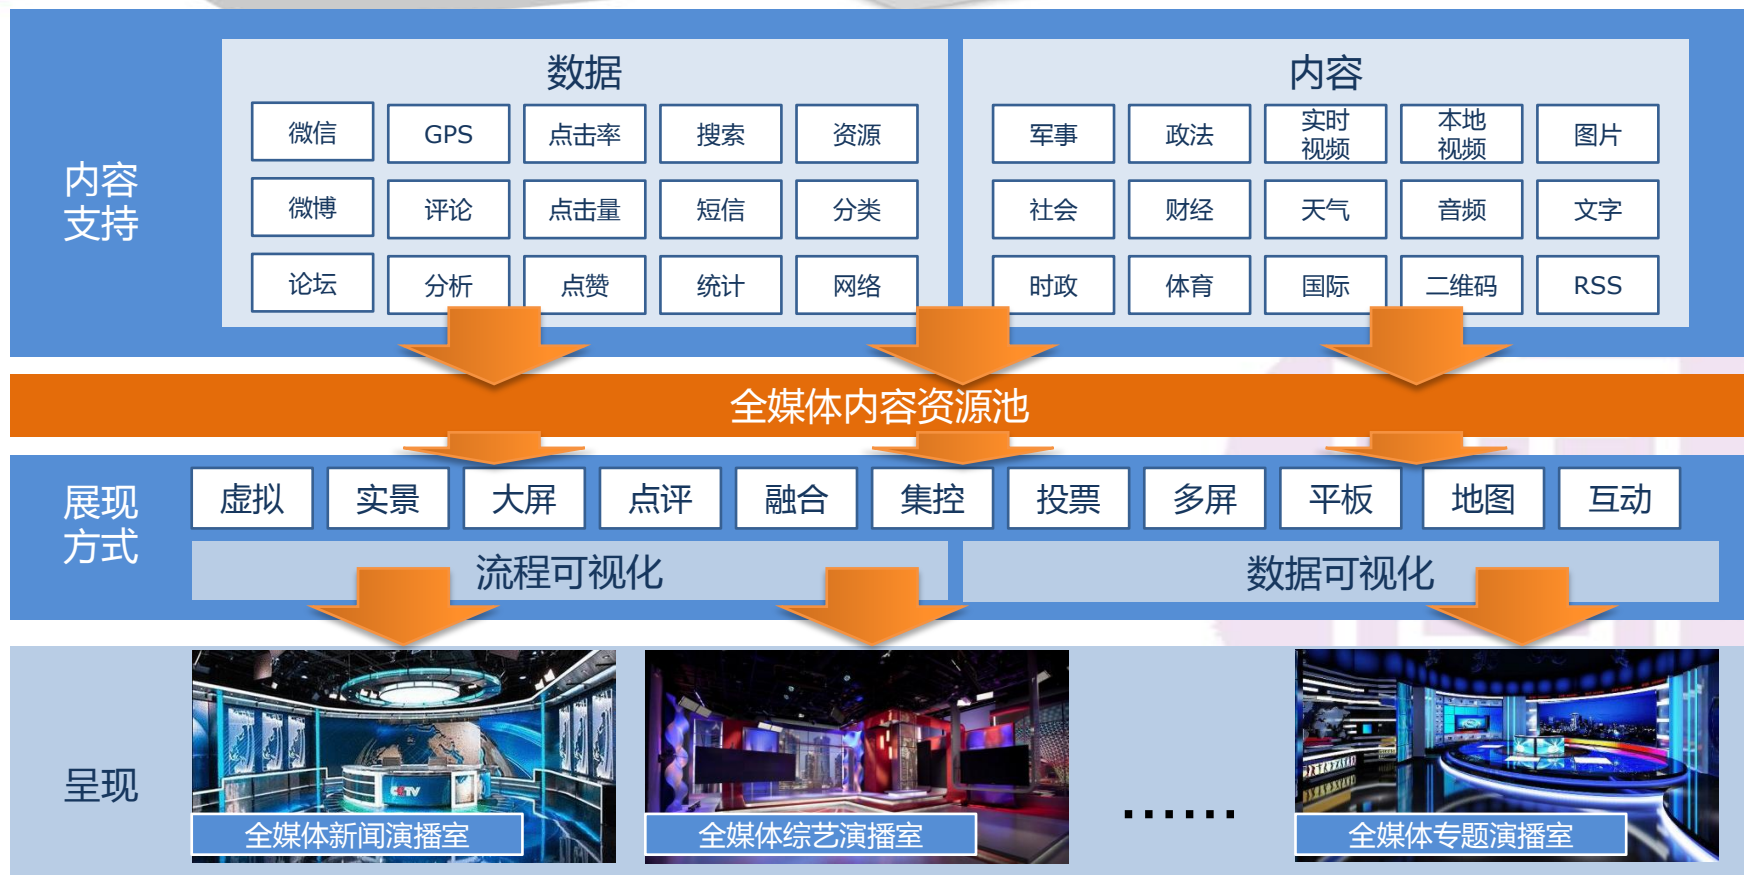 数据
内容
微信
GPS
点击率
搜索
资源
军事
政法
实时
视频
本地
视频
图片
内容
支持
微博
评论
点击量
短信
分类
社会
财经
天气
音频
文字
论坛
分析
点赞
统计
网络
时政
体育
国际
二维码
RSS
全媒体内容资源池
展现
方式
虚拟
实景
大屏
点评
融合
集控
投票
多屏
平板
地图
互动
流程可视化
数据可视化
呈现
……
全媒体新闻演播室
全媒体综艺演播室
全媒体专题演播室